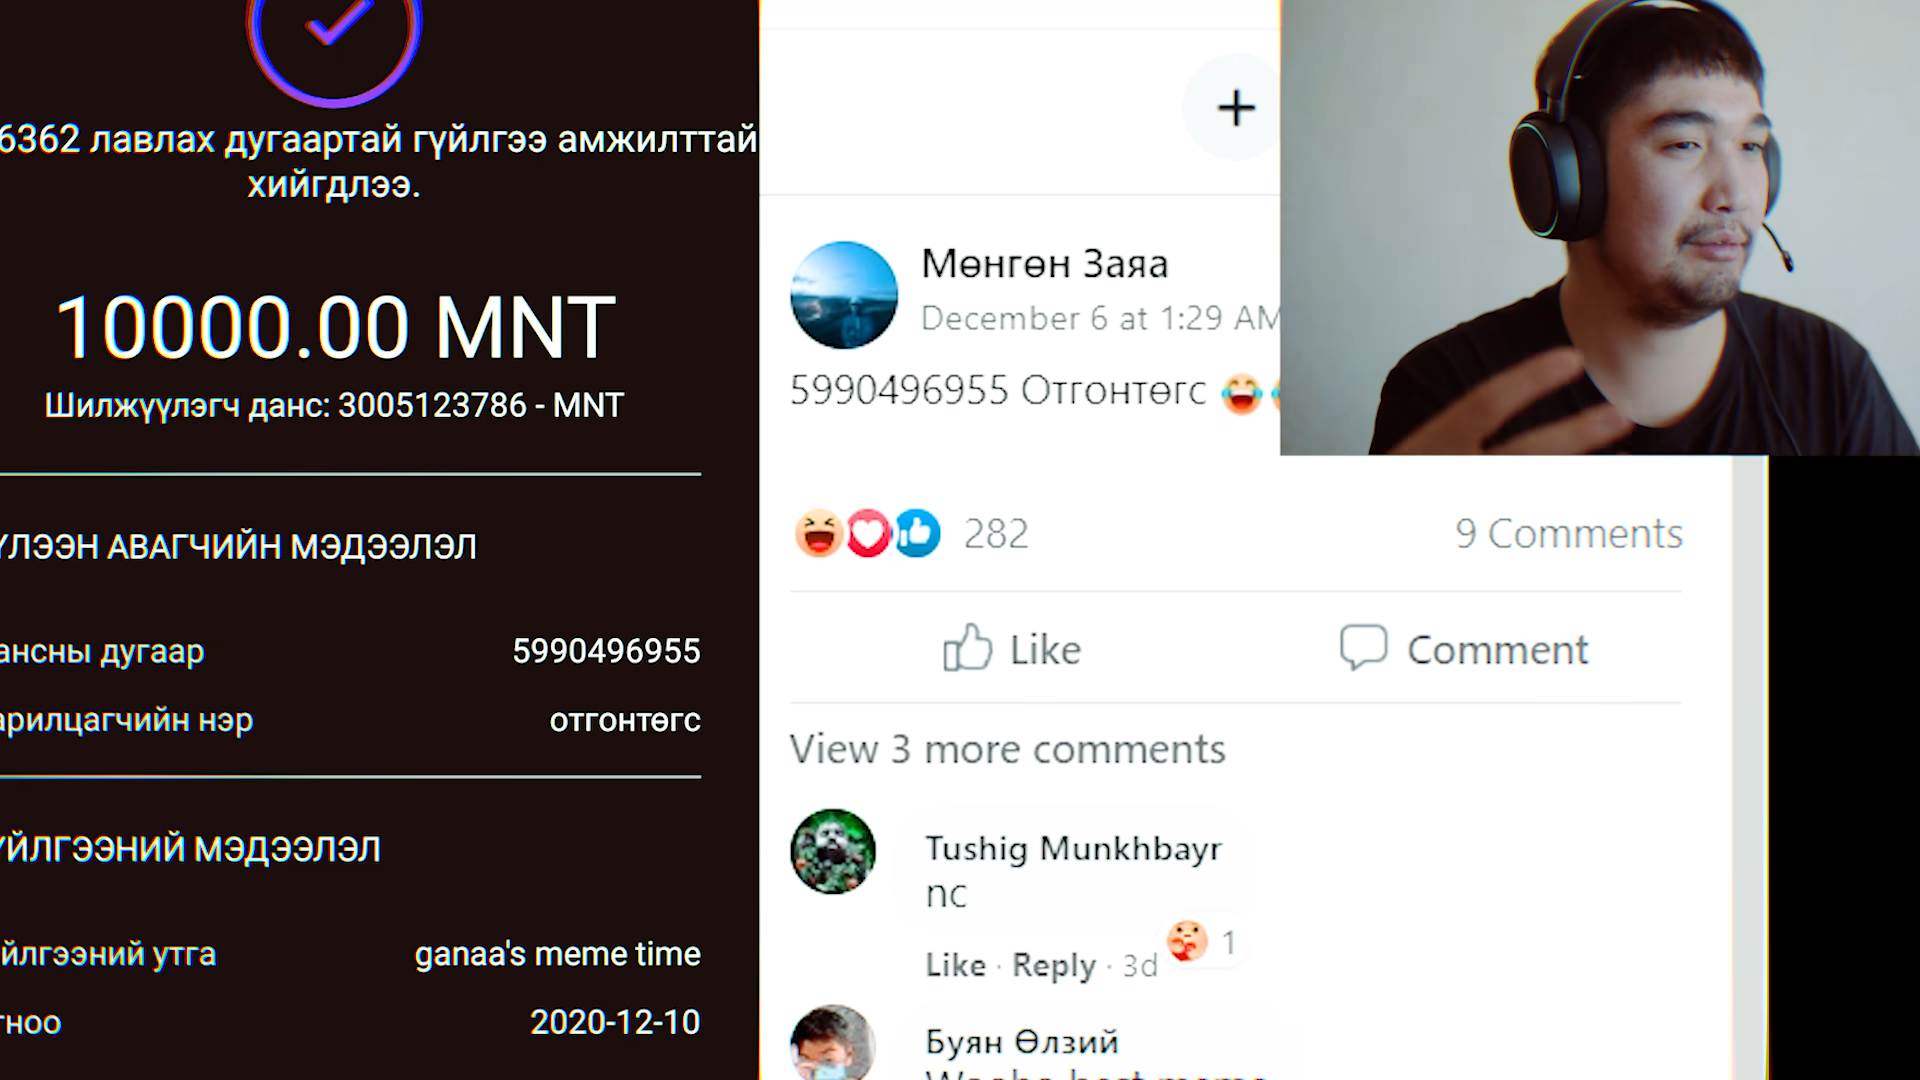 6362 лавлах дугаартай гүйлгээ амжилттай
хийгдлээ.
10000.00 MNT
Шилжүүлэгч данс: 3005123786 - MNT
ҮЛЭЭН АВАГЧИЙН МЭДЭЭЛЭЛ
ансны дугаар 5990496955
арилцагчийн нэр отгонтөгс
ҮЙЛГЭЭНИЙ МЭДЭЭЛЭЛ
йлгээний утга ganaa's meme time
гноо 2020-12-10
Мөнгөн Заяа
December 6 at 1:29 AM
5990496955 Отгонтөгс 😂
282 9 Comments
Like Comment
View 3 more comments
Tushig Munkhbayr
пс
Like · Reply · 3d 1
Буян Өлзий